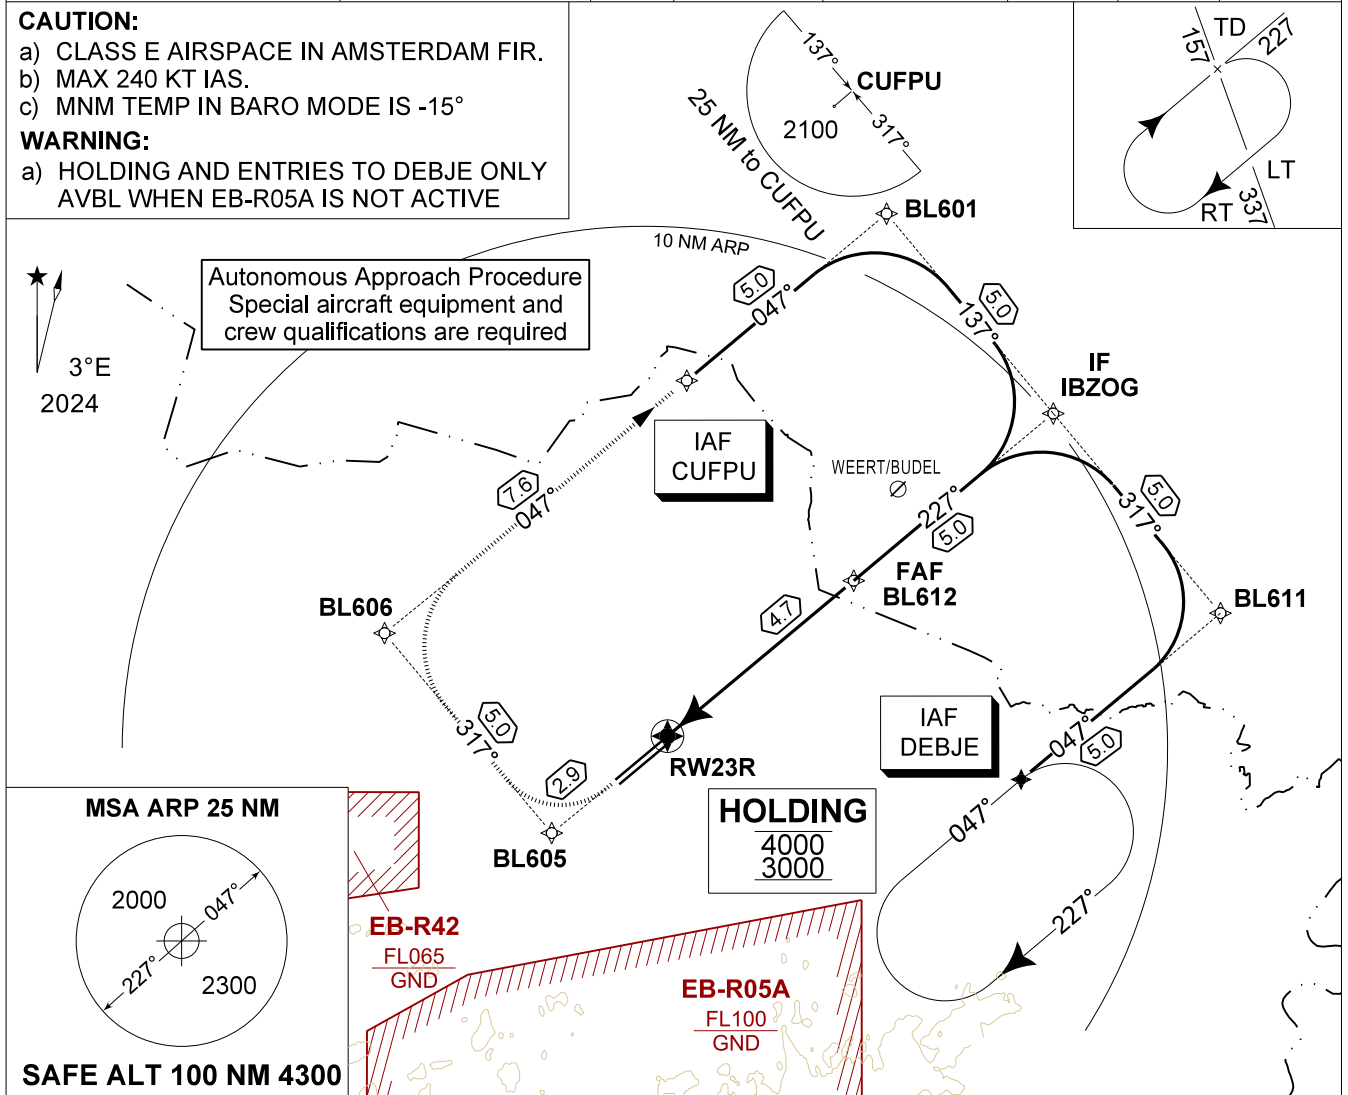 CAUTION:
a) CLASS E AIRSPACE IN AMSTERDAM FIR.
b) MAX 240 KT IAS.
c) MNM TEMP IN BARO MODE IS -15°
WARNING:
a) HOLDING AND ENTRIES TO DEBJE ONLY
AVBL WHEN EB-R05A IS NOT ACTIVE
137°
CUFPU
2100
317°
25 NM to CUFPU
TD
157
227
LT
RT
337
BL601
10 NM ARP
Autonomous Approach Procedure
Special aircraft equipment and
crew qualifications are required
3°E
2024
5.0
047°
5.0
137°
IF
IBZOG
IAF
CUFPU
WEERT/BUDEL
7.6
047°
227°
5.0
5.0
317°
FAF
BL612
BL606
4.7
BL611
5.0
317°
IAF
DEBJE
047°
5.0
RW23R
2.9
BL605
HOLDING
4000
3000
047°
227°
MSA ARP 25 NM
2000
047°
227°
2300
SAFE ALT 100 NM 4300
EB-R42
FL065
GND
EB-R05A
FL100
GND